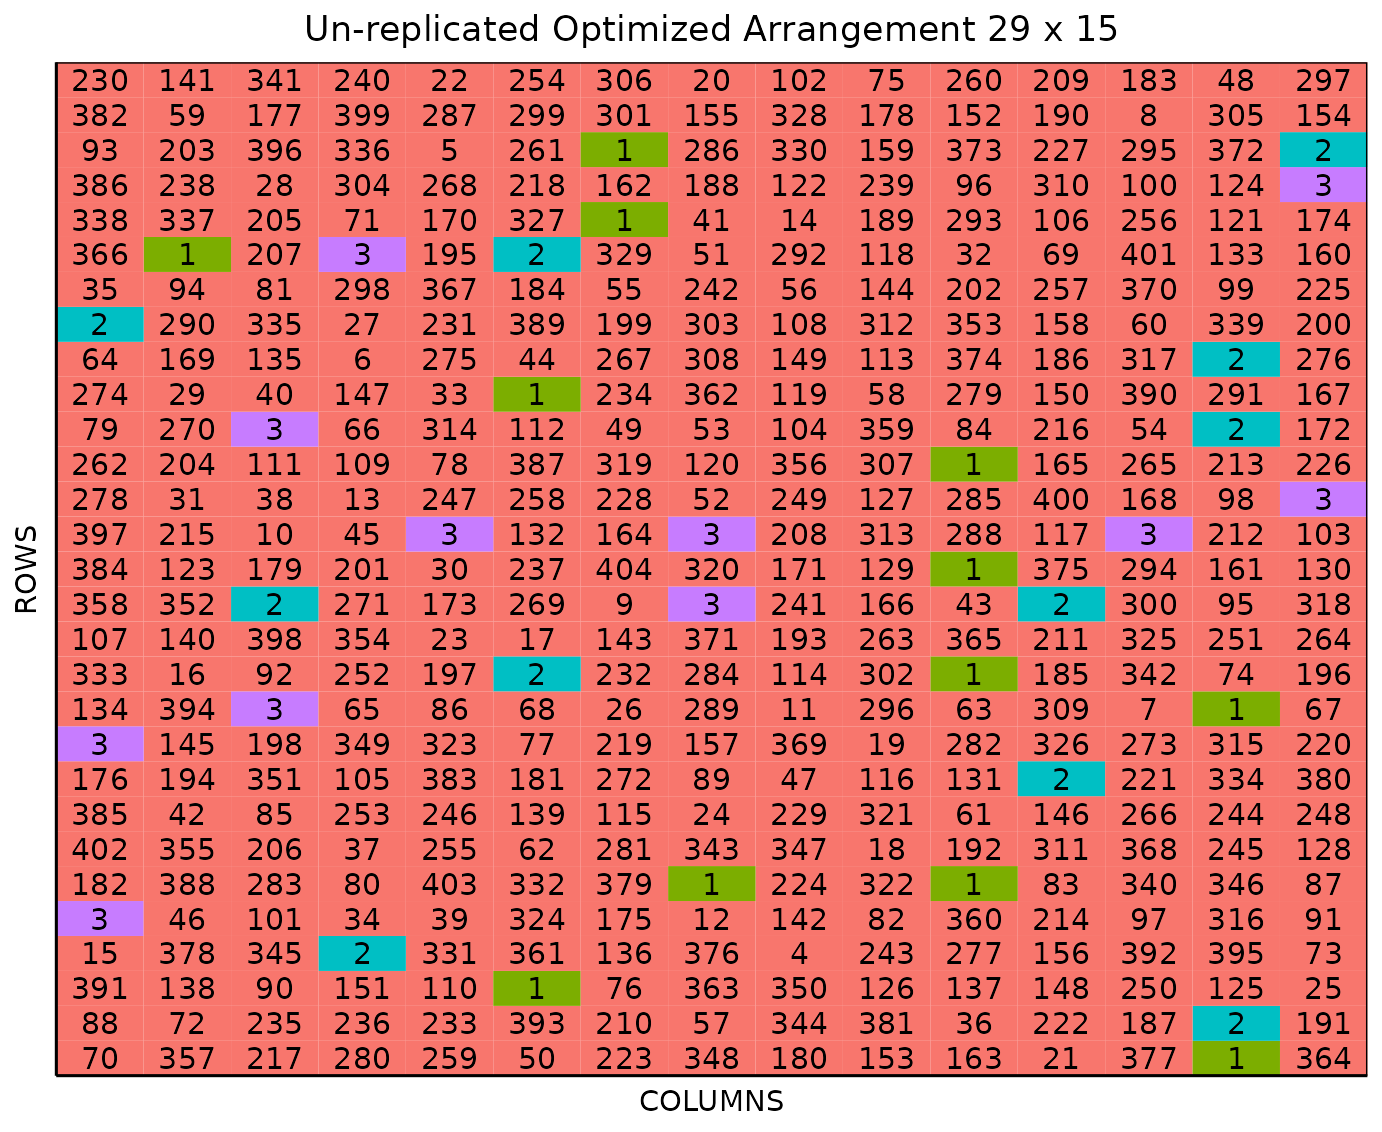 Un-replicated Optimized Arrangement 29 x 15
230 141 341 240 22 254 306 20 102 75 260 209 183 48 297
382 59 177 399 287 299 301 155 328 178 152 190 8 305 154
93 203 396 336 5 261 1 286 330 159 373 227 295 372 2
386 238 28 304 268 218 162 188 122 239 96 310 100 124 3
338 337 205 71 170 327 1 41 14 189 293 106 256 121 174
366 1 207 3 195 2 329 51 292 118 32 69 401 133 160
35 94 81 298 367 184 55 242 56 144 202 257 370 99 225
2 290 335 27 231 389 199 303 108 312 353 158 60 339 200
64 169 135 6 275 44 267 308 149 113 374 186 317 2 276
274 29 40 147 33 1 234 362 119 58 279 150 390 291 167
79 270 3 66 314 112 49 53 104 359 84 216 54 2 172
262 204 111 109 78 387 319 120 356 307 1 165 265 213 226
278 31 38 13 247 258 228 52 249 127 285 400 168 98 3
397 215 10 45 3 132 164 3 208 313 288 117 3 212 103
384 123 179 201 30 237 404 320 171 129 1 375 294 161 130
358 352 2 271 173 269 9 3 241 166 43 2 300 95 318
107 140 398 354 23 17 143 371 193 263 365 211 325 251 264
333 16 92 252 197 2 232 284 114 302 1 185 342 74 196
134 394 3 65 86 68 26 289 11 296 63 309 7 1 67
3 145 198 349 323 77 219 157 369 19 282 326 273 315 220
176 194 351 105 383 181 272 89 47 116 131 2 221 334 380
385 42 85 253 246 139 115 24 229 321 61 146 266 244 248
402 355 206 37 255 62 281 343 347 18 192 311 368 245 128
182 388 283 80 403 332 379 1 224 322 1 83 340 346 87
3 46 101 34 39 324 175 12 142 82 360 214 97 316 91
15 378 345 2 331 361 136 376 4 243 277 156 392 395 73
391 138 90 151 110 1 76 363 350 126 137 148 250 125 25
88 72 235 236 233 393 210 57 344 381 36 222 187 2 191
70 357 217 280 259 50 223 348 180 153 163 21 377 1 364
ROWS
COLUMNS